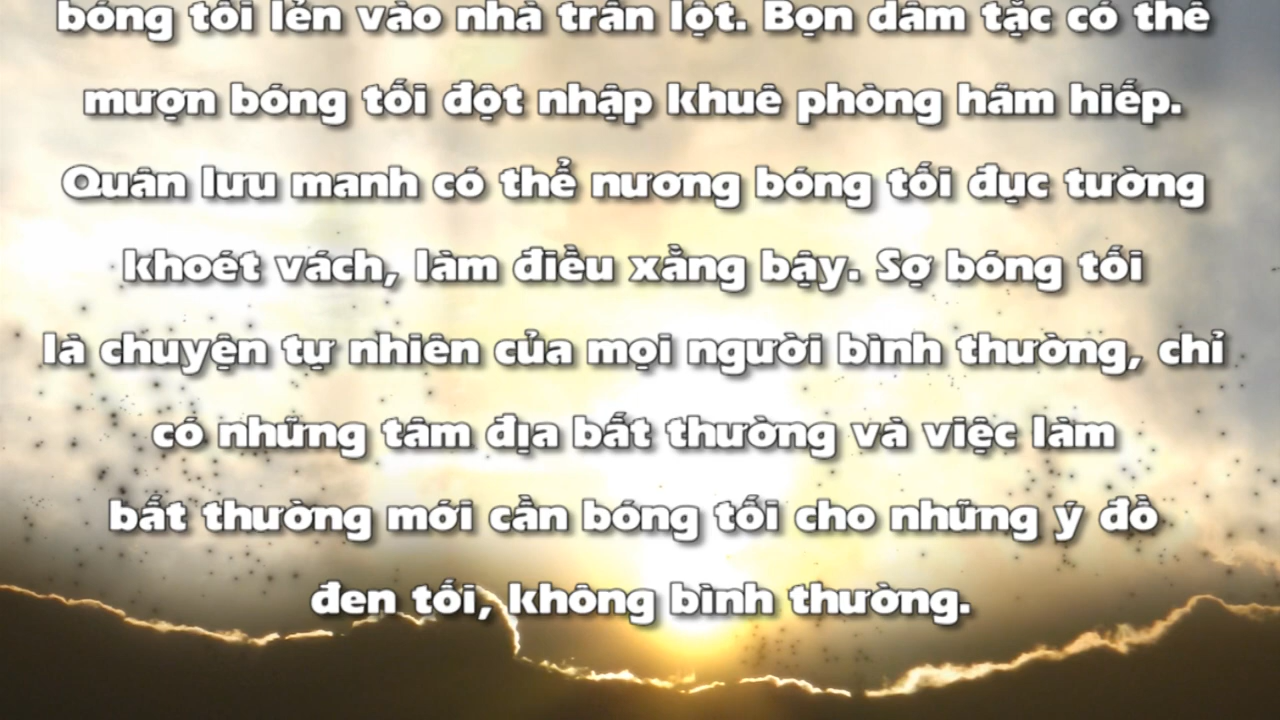 bóng tối lẻn vào nhà trấn lột. Bọn dâm tặc có thể
mượn bóng tối đột nhập khuê phòng hãm hiếp.
Quân lưu manh có thể nương bóng tối đục tường
khoét vách, làm điều xằng bậy. Sợ bóng tối
là chuyện tự nhiên của mọi người bình thường, chỉ
có những tâm địa bất thường và việc làm
bất thường mới cần bóng tối cho những ý đồ
đen tối, không bình thường.